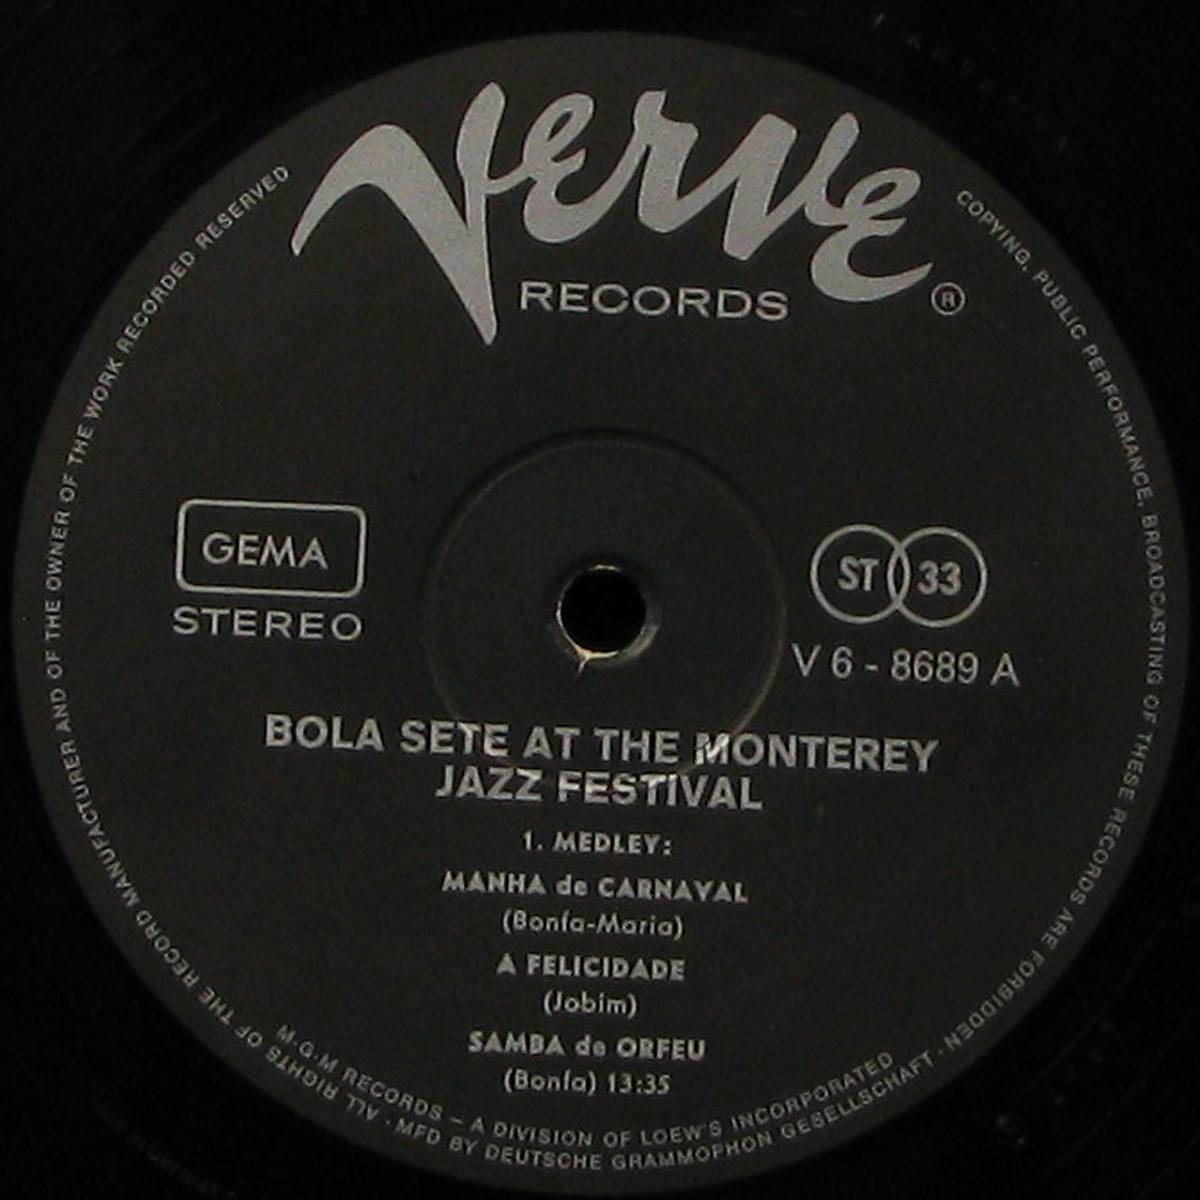 Verve
RECORDS ®
GEMA
STEREO
ST 33
V 6 - 8689 A
BOLA SETE AT THE MONTEREY
JAZZ FESTIVAL
1. MEDLEY:
MANHA de CARNAVAL
(Bonfa-Maria)
A FELICIDADE
(Jobim)
SAMBA de ORFEU
(Bonfa) 13:35
M·G·M RECORDS – A DIVISION OF LOEW'S INCORPORATED
MFD BY DEUTSCHE GRAMMOPHON GESELLSCHAFT · ALL RIGHTS OF THE RECORD MANUFACTURER AND OF THE OWNER OF THE WORK RECORDED RESERVED
COPYING, PUBLIC PERFORMANCE, BROADCASTING OF THESE RECORDS ARE FORBIDDEN ·